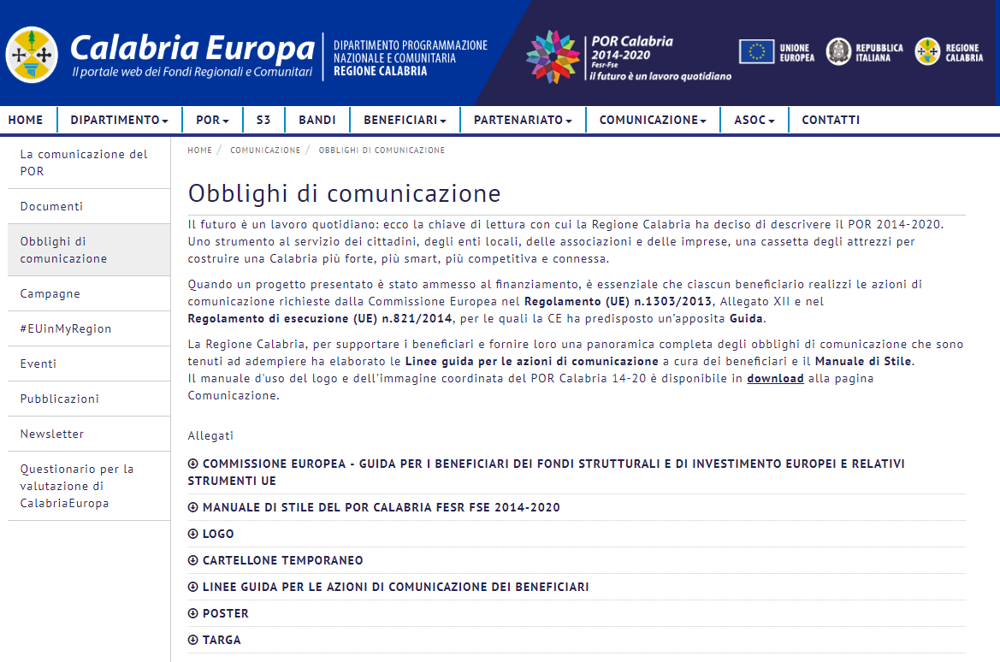 Calabria Europa
Il portale web dei Fondi Regionali e Comunitari
DIPARTIMENTO PROGRAMMAZIONE
NAZIONALE E COMUNITARIA
REGIONE CALABRIA
POR Calabria
2014-2020
Fesr-Fse
il futuro è un lavoro quotidiano
UNIONE
EUROPEA
REPUBBLICA
ITALIANA
REGIONE
CALABRIA
HOME DIPARTIMENTO POR S3 BANDI BENEFICIARI PARTENARIATO COMUNICAZIONE ASOC CONTATTI
La comunicazione del
POR
Documenti
Obblighi di
comunicazione
Campagne
#EUinMyRegion
Eventi
Pubblicazioni
Newsletter
Questionario per la
valutazione di
CalabriaEuropa
HOME / COMUNICAZIONE / OBBLIGHI DI COMUNICAZIONE
Obblighi di comunicazione
Il futuro è un lavoro quotidiano: ecco la chiave di lettura con cui la Regione Calabria ha deciso di descrivere il POR 2014-2020.
Uno strumento al servizio dei cittadini, degli enti locali, delle associazioni e delle imprese, una cassetta degli attrezzi per
costruire una Calabria più forte, più smart, più competitiva e connessa.
Quando un progetto presentato è stato ammesso al finanziamento, è essenziale che ciascun beneficiario realizzi le azioni di
comunicazione richieste dalla Commissione Europea nel Regolamento (UE) n.1303/2013, Allegato XII e nel
Regolamento di esecuzione (UE) n.821/2014, per le quali la CE ha predisposto un’apposita Guida.
La Regione Calabria, per supportare i beneficiari e fornire loro una panoramica completa degli obblighi di comunicazione che sono
tenuti ad adempiere ha elaborato le Linee guida per le azioni di comunicazione a cura dei beneficiari e il Manuale di Stile.
Il manuale d'uso del logo e dell'immagine coordinata del POR Calabria 14-20 è disponibile in download alla pagina
Comunicazione.
Allegati
COMMISSIONE EUROPEA - GUIDA PER I BENEFICIARI DEI FONDI STRUTTURALI E DI INVESTIMENTO EUROPEI E RELATIVI
STRUMENTI UE
MANUALE DI STILE DEL POR CALABRIA FESR FSE 2014-2020
LOGO
CARTELLONE TEMPORANEO
LINEE GUIDA PER LE AZIONI DI COMUNICAZIONE DEI BENEFICIARI
POSTER
TARGA